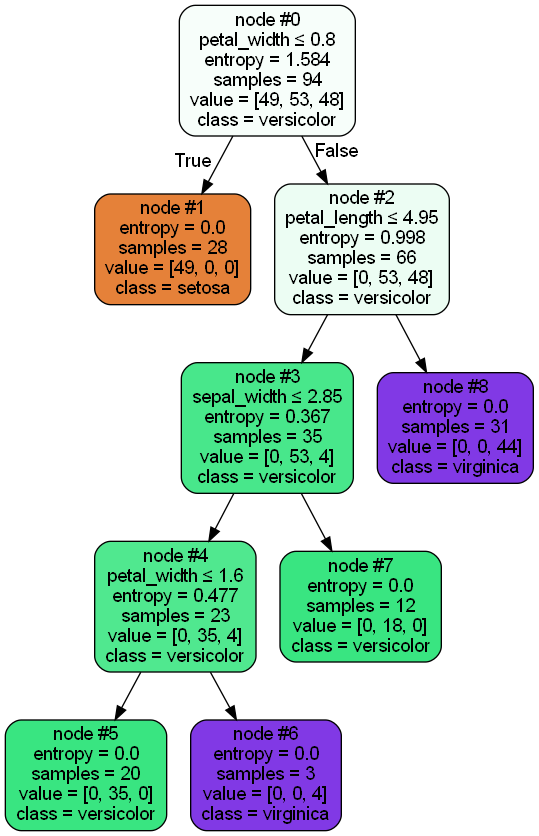 node #0
petal_width ≤ 0.8
entropy = 1.584
samples = 94
value = [49, 53, 48]
class = versicolor
True
False
node #1
entropy = 0.0
samples = 28
value = [49, 0, 0]
class = setosa
node #2
petal_length ≤ 4.95
entropy = 0.998
samples = 66
value = [0, 53, 48]
class = versicolor
node #3
sepal_width ≤ 2.85
entropy = 0.367
samples = 35
value = [0, 53, 4]
class = versicolor
node #8
entropy = 0.0
samples = 31
value = [0, 0, 44]
class = virginica
node #4
petal_width ≤ 1.6
entropy = 0.477
samples = 23
value = [0, 35, 4]
class = versicolor
node #7
entropy = 0.0
samples = 12
value = [0, 18, 0]
class = versicolor
node #5
entropy = 0.0
samples = 20
value = [0, 35, 0]
class = versicolor
node #6
entropy = 0.0
samples = 3
value = [0, 0, 4]
class = virginica